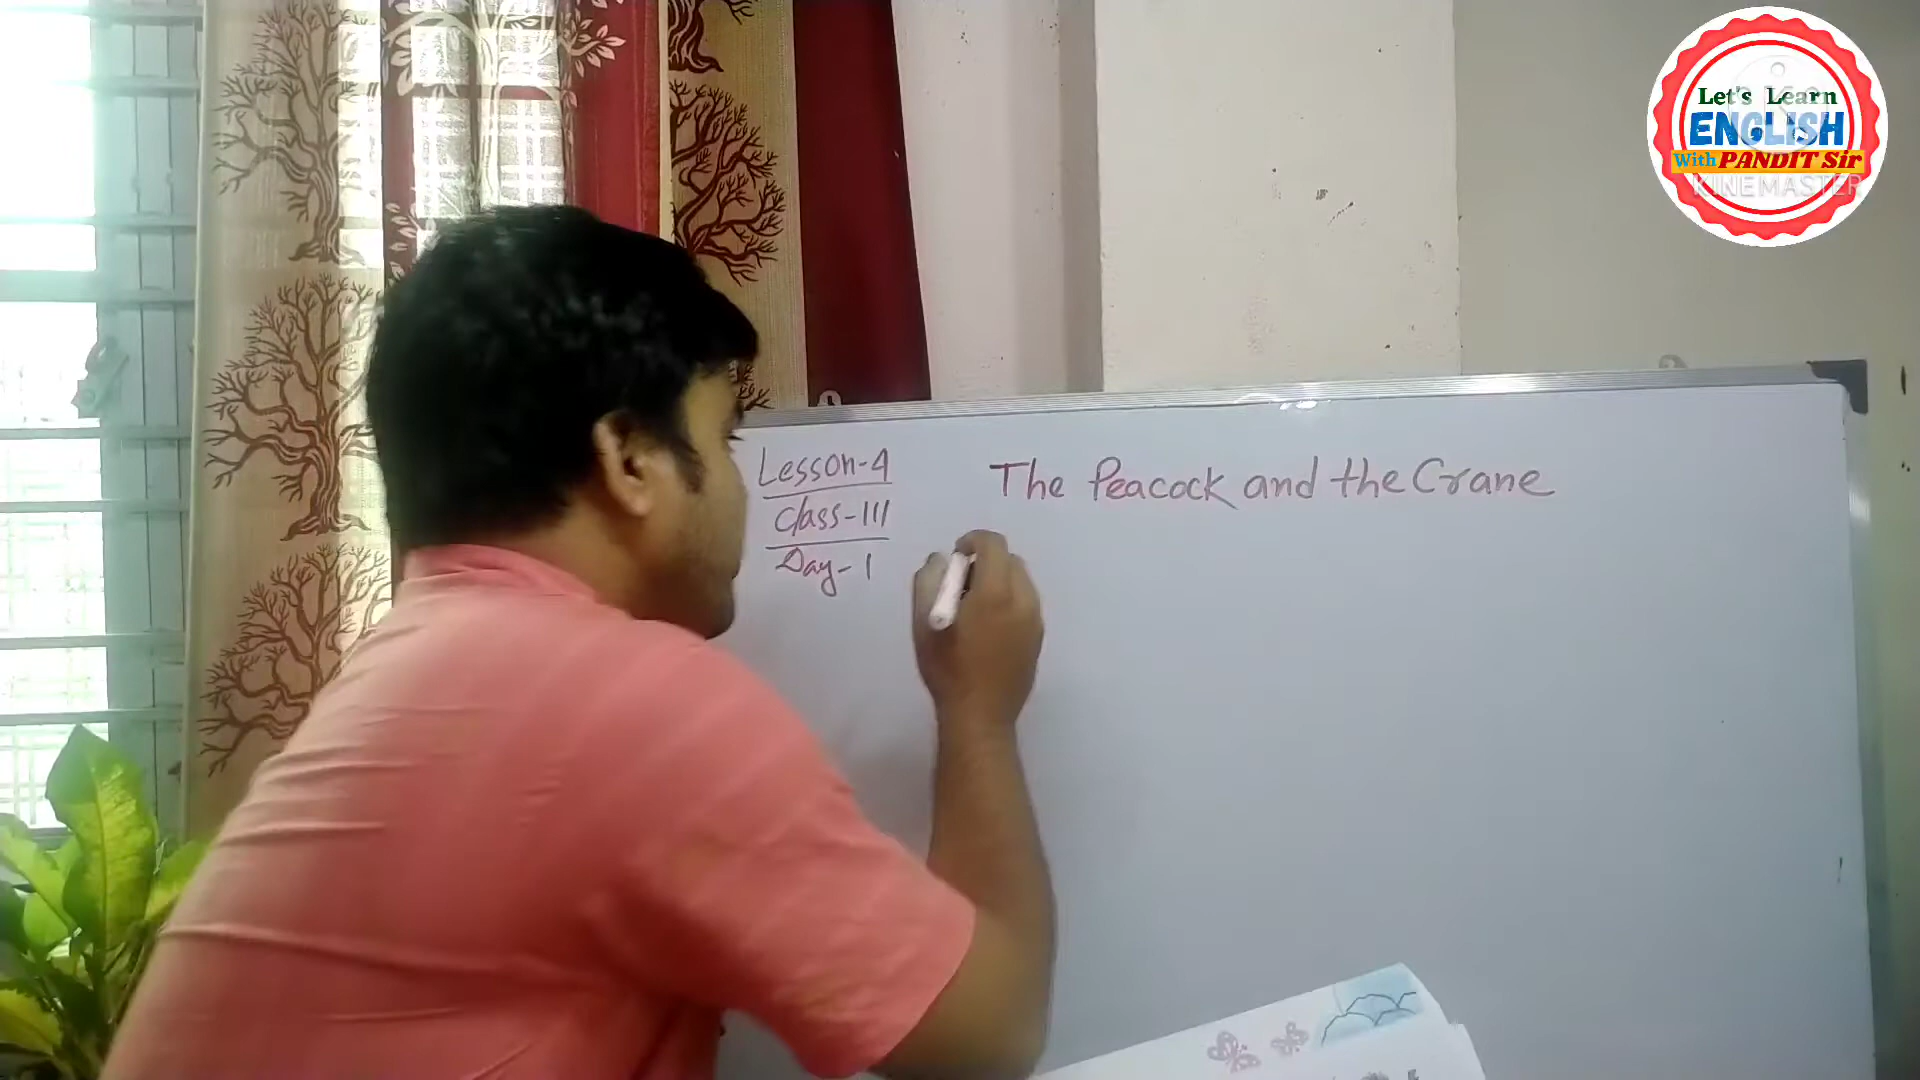 Let's Learn
ENGLISH
With PANDIT Sir
KINEMASTER
Lesson-4
Class-III
Day-1
The Peacock and the Crane